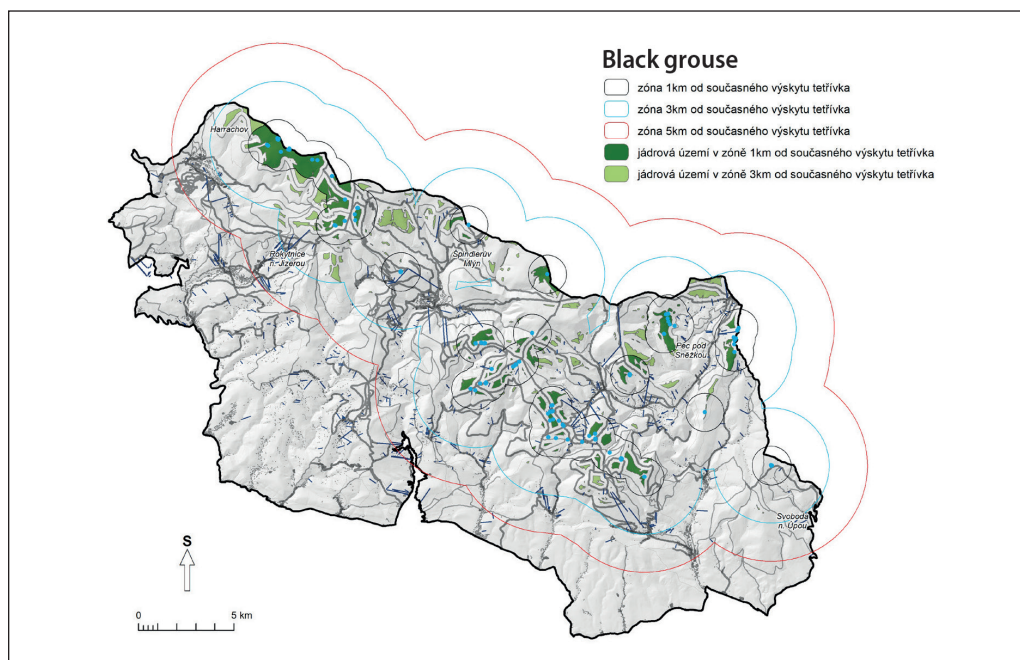 Black grouse
zóna 1km od současného výskytu tetřívka
zóna 3km od současného výskytu tetřívka
zóna 5km od současného výskytu tetřívka
jádrová území v zóně 1km od současného výskytu tetřívka
jádrová území v zóně 3km od současného výskytu tetřívka
Harrachov
Rokytnice
n. Jizerou
Špindlerův
Mlýn
Pec pod
Sněžkou
Svoboda
n. Úpou
S
0 5 km